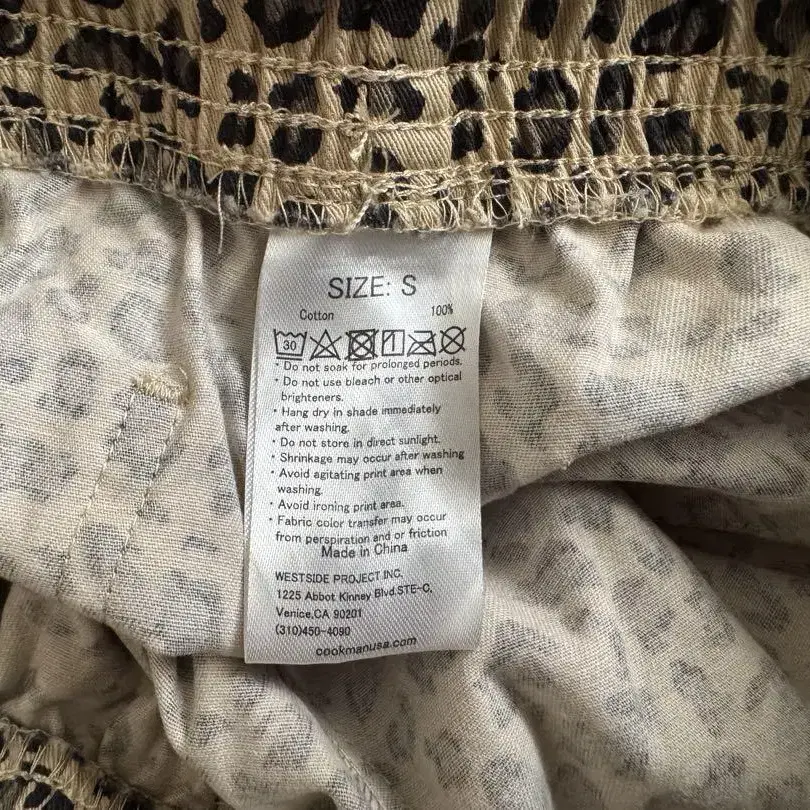 SIZE: S
Cotton 100%
30
• Do not soak for prolonged periods.
• Do not use bleach or other optical
brighteners.
• Hang dry in shade immediately
after washing.
• Do not store in direct sunlight.
• Shrinkage may occur after washing
• Avoid agitating print area when
washing.
• Avoid ironing print area.
• Fabric color transfer may occur
from perspiration and or friction
Made in China
WESTSIDE PROJECT INC,
1225 Abbot Kinney Blvd STE-C,
Venice,CA 90201
(310)450-4090
cookmanusa.com